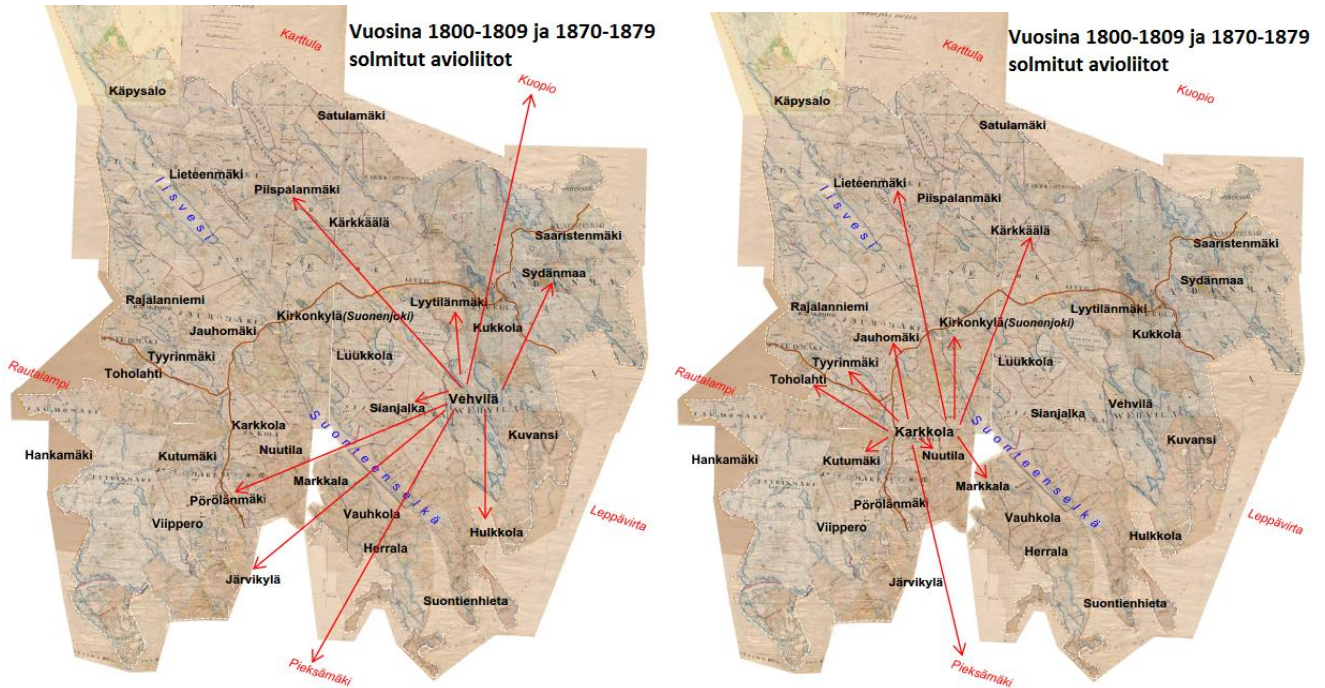 Vuosina 1800-1809 ja 1870-1879
solmitut avioliitot
Karttula
Kuopio
Käpysalo
Satulamäki
Lieteenmäki
Piispalanmäki
Iisvesi
Kärkkäälä
Saaristenmäki
Sydänmaa
Rajalanniemi
Lyytilänmäki
Kirkonkylä(Suonenjoki)
Jauhomäki
Kukkola
Tyyrinmäki
Luukkola
Toholahti
Rautalampi
Vehvilä
Sianjalka
Suonteenselkä
Karkkola
Kuvansi
Nuutila
Hankamäki
Kutumäki
Markkala
Pörölänmäki
Vauhkola
Leppävirta
Viippero
Hulkkola
Herrala
Järvikylä
Suontienhieta
Pieksämäki
Vuosina 1800-1809 ja 1870-1879
solmitut avioliitot
Karttula
Kuopio
Käpysalo
Satulamäki
Lieteenmäki
Piispalanmäki
Iisvesi
Kärkkäälä
Saaristenmäki
Sydänmaa
Rajalanniemi
Lyytilänmäki
Kirkonkylä(Suonenjoki)
Jauhomäki
Kukkola
Tyyrinmäki
Luukkola
Toholahti
Rautalampi
Vehvilä
Sianjalka
Suonteenselkä
Karkkola
Kuvansi
Nuutila
Hankamäki
Kutumäki
Markkala
Pörölänmäki
Vauhkola
Leppävirta
Viippero
Hulkkola
Herrala
Järvikylä
Suontienhieta
Pieksämäki